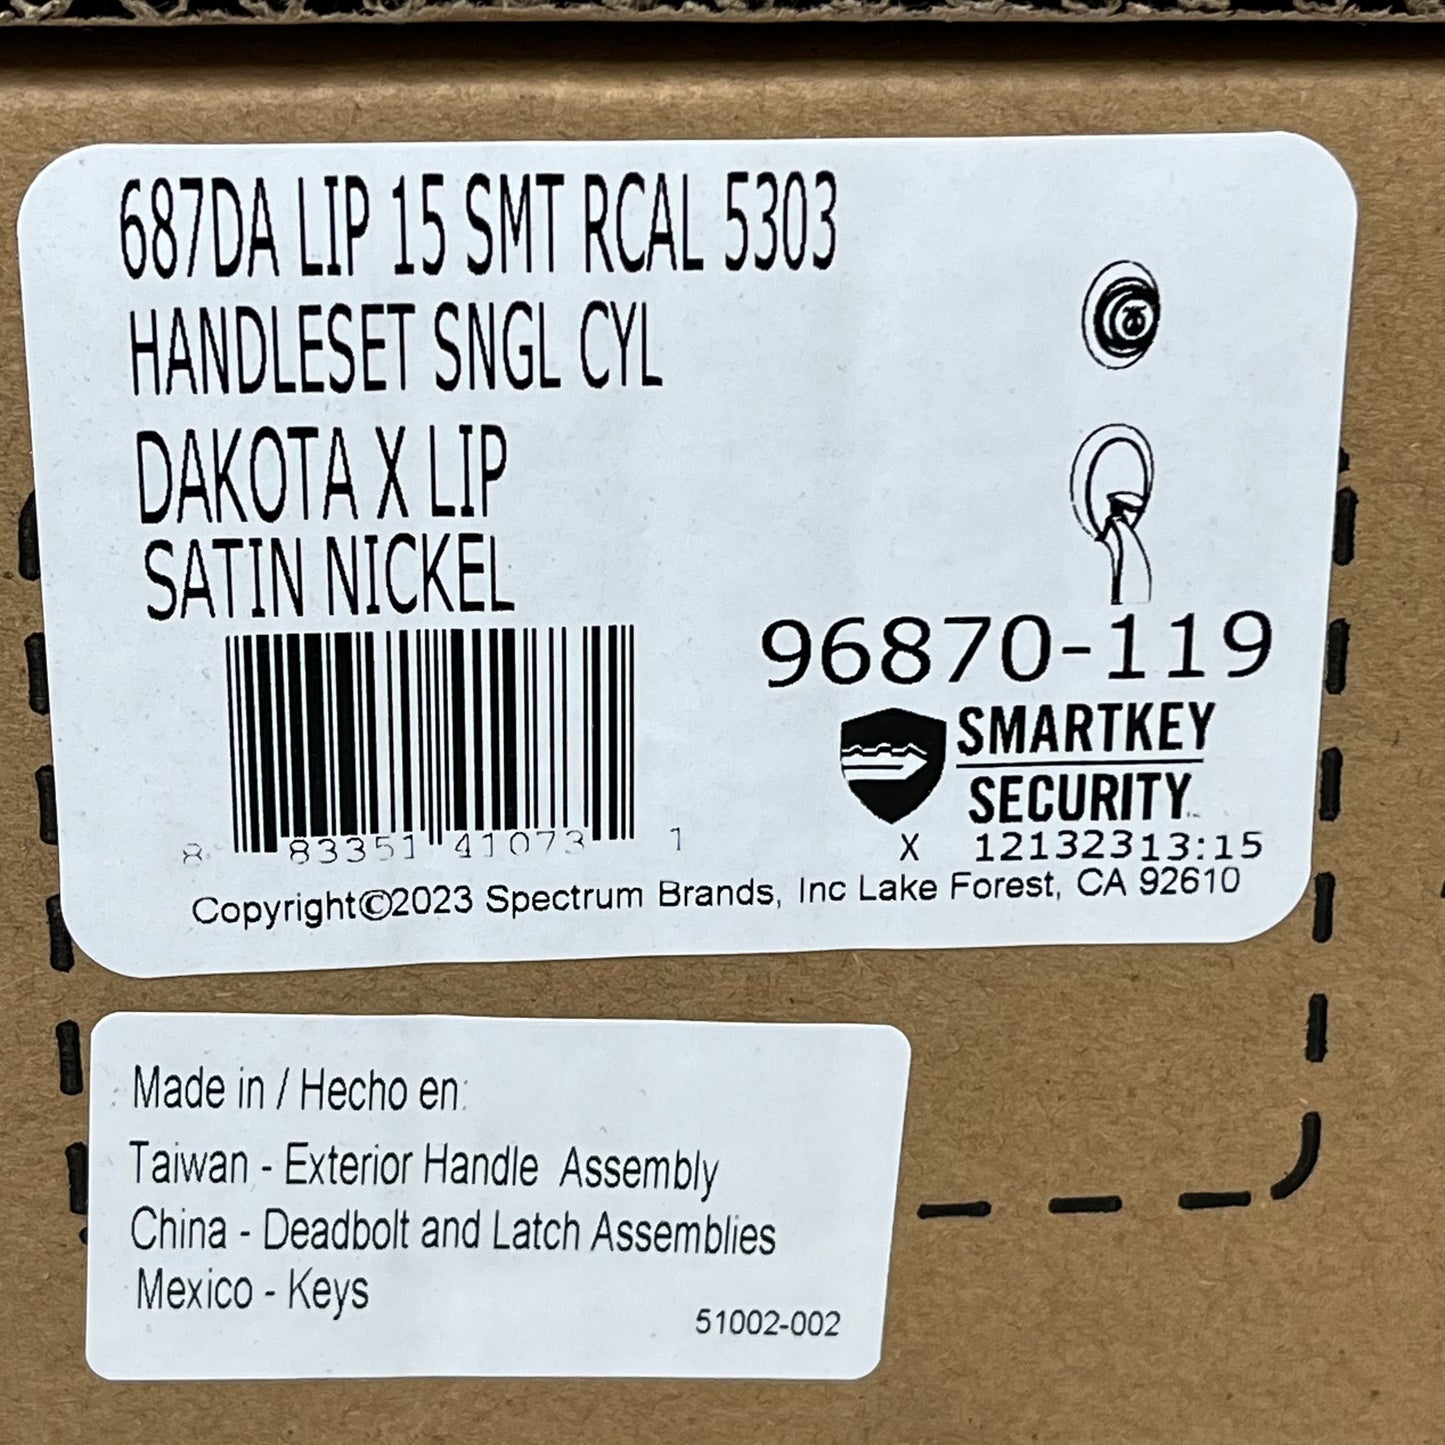 687DA LIP 15 SMT RCAL 5303
HANDLESET SNGL CYL
DAKOTA X LIP
SATIN NICKEL
96870-119
SMARTKEY
SECURITY
8 83351 41073 1
X 12132313:15
Copyright©2023 Spectrum Brands, Inc Lake Forest, CA 92610
Made in / Hecho en:
Taiwan - Exterior Handle Assembly
China - Deadbolt and Latch Assemblies
Mexico - Keys
51002-002